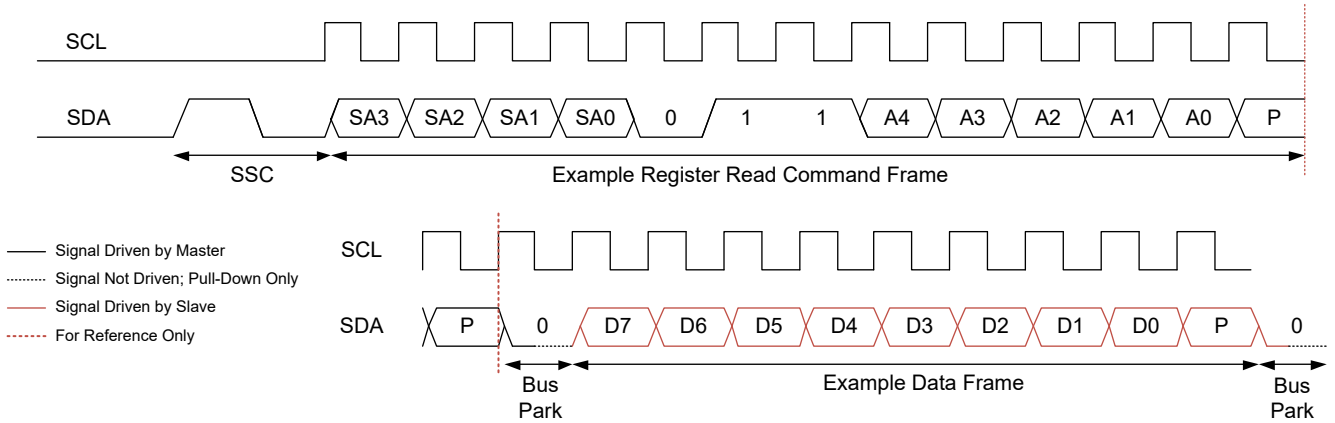 SCL
SDA SA3 SA2 SA1 SA0 0 1 1 A4 A3 A2 A1 A0 P
SSC Example Register Read Command Frame
Signal Driven by Master
Signal Not Driven; Pull-Down Only
Signal Driven by Slave
For Reference Only
SCL
SDA P 0 D7 D6 D5 D4 D3 D2 D1 D0 P 0
Bus Park Example Data Frame Bus Park